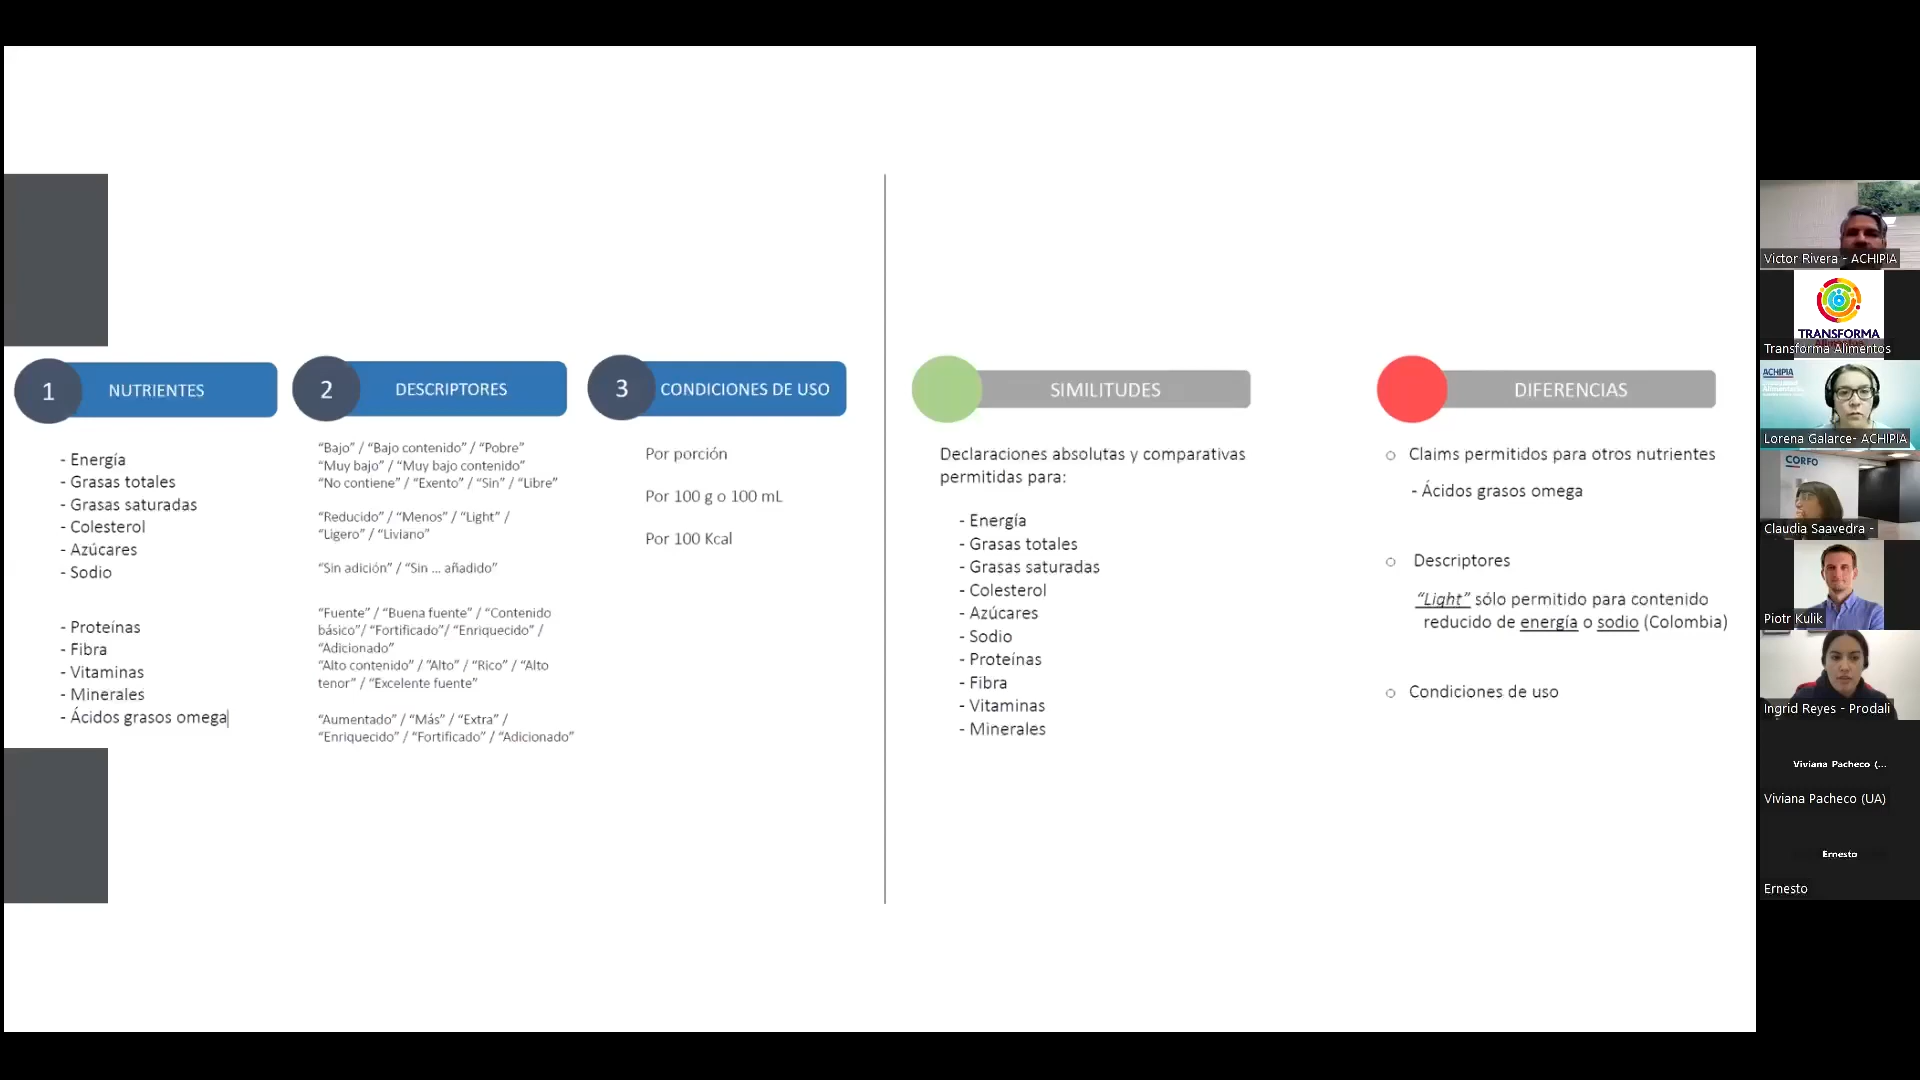 1
NUTRIENTES
- Energía
- Grasas totales
- Grasas saturadas
- Colesterol
- Azúcares
- Sodio
- Proteínas
- Fibra
- Vitaminas
- Minerales
- Ácidos grasos omega
2
DESCRIPTORES
“Bajo” / “Bajo contenido” / “Pobre”
“Muy bajo” / “Muy bajo contenido”
“No contiene” / “Exento” / “Sin” / “Libre”
“Reducido” / “Menos” / “Light” /
“Ligero” / “Liviano”
“Sin adición” / “Sin ... añadido”
“Fuente” / “Buena fuente” / “Contenido
básico”/ “Fortificado”/ “Enriquecido” /
“Adicionado”
“Alto contenido” / “Alto” / “Rico” / “Alto
tenor” / “Excelente fuente”
“Aumentado” / “Más” / “Extra” /
“Enriquecido” / “Fortificado” / “Adicionado”
3
CONDICIONES DE USO
Por porción
Por 100 g o 100 mL
Por 100 Kcal
SIMILITUDES
Declaraciones absolutas y comparativas
permitidas para:
- Energía
- Grasas totales
- Grasas saturadas
- Colesterol
- Azúcares
- Sodio
- Proteínas
- Fibra
- Vitaminas
- Minerales
DIFERENCIAS
Claims permitidos para otros nutrientes
- Ácidos grasos omega
Descriptores
“Light” sólo permitido para contenido
reducido de energía o sodio (Colombia)
Condiciones de uso
Victor Rivera - ACHIPIA
TRANSFORMA
Transforma Alimentos
ACHIPIA
Lorena Galarce- ACHIPIA
CORFO
Claudia Saavedra -
Piotr Kulik
Ingrid Reyes - Prodali
Viviana Pacheco (...
Viviana Pacheco (UA)
Ernesto
Ernesto